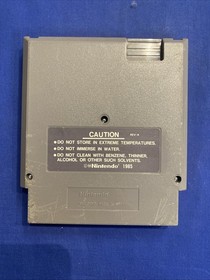 CAUTION
● DO NOT STORE IN EXTREME TEMPERATURES.
● DO NOT IMMERSE IN WATER.
● DO NOT CLEAN WITH BENZENE, THINNER,
ALCOHOL OR OTHER SUCH SOLVENTS.
Nintendo 1985